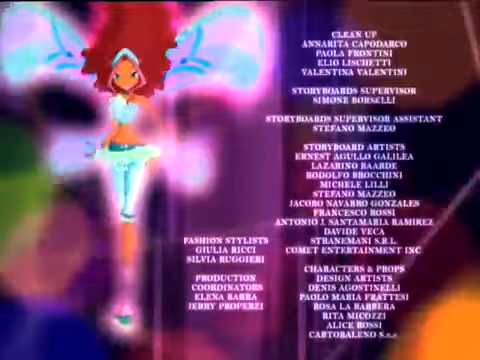 CLEAN UP
ANNARITA CAPODARCO
PAOLA FRONTINI
ELIO LISCHETTI
VALENTINA VALENTINI
STORYBOARDS SUPERVISOR
SIMONE BORSELLI
STORYBOARDS SUPERVISOR ASSISTANT
STEFANO MAZZEO
STORYBOARD ARTISTS
ERNEST AGULLO GALILEA
LAZARINO BAARDE
RODOLFO BROCCHINI
MICHELE LILLI
STEFANO MAZZEO
JACOBO NAVARRO GONZALES
FRANCESCO ROSSI
ANTONIO J. SANTAMARIA RAMIREZ
DAVIDE VECA
STRANEMANI S.R.L.
COMET ENTERTAINMENT INC
FASHION STYLISTS
GIULIA RICCI
SILVIA RUGGIERI
PRODUCTION
COORDINATORS
ELENA BARRA
JERRY PROPERZI
CHARACTERS & PROPS
DESIGN ARTISTS
DENIS AGOSTINELLI
PAOLO MARIA FRATTESI
ROSA LA BARBERA
RITA MICOZZI
ALICE ROSSI
CARTOBALENO S.n.c